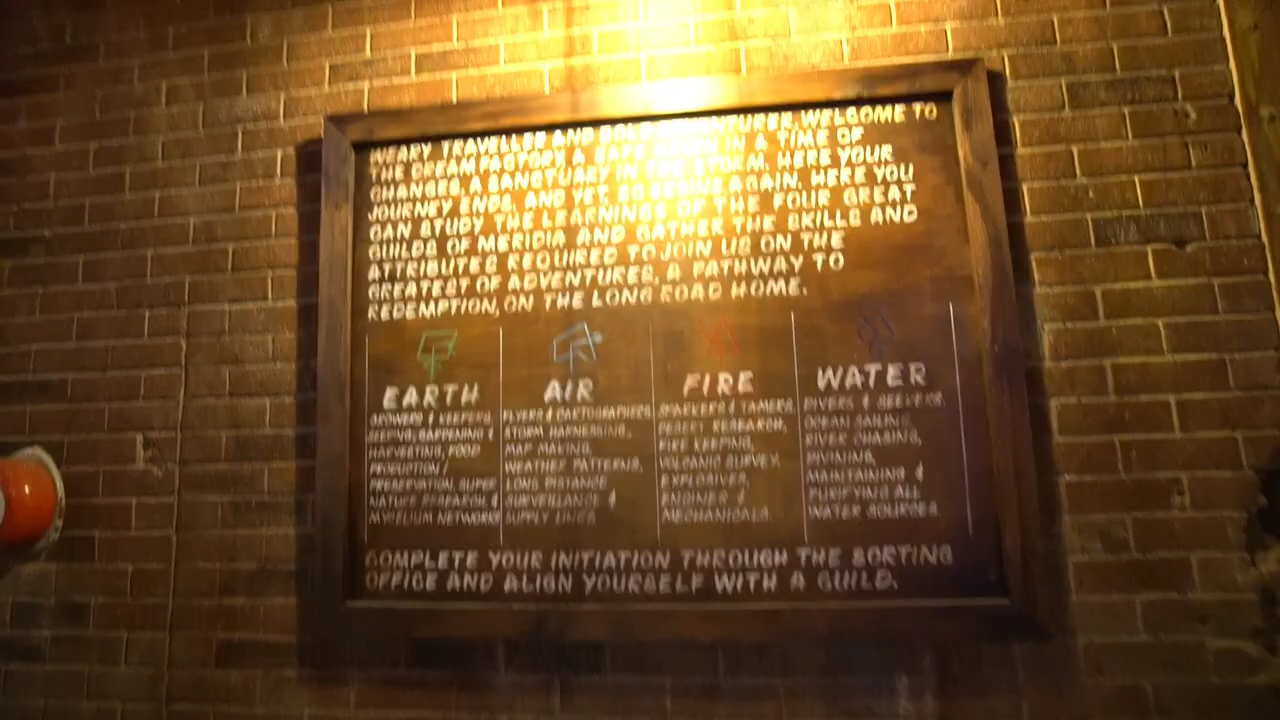 WEARY TRAVELLER AND BOLD ADVENTURER, WELCOME TO
THE DREAM FACTORY, A SAFE HAVEN IN A TIME OF
CHANGES, A SANCTUARY IN THE STORM. HERE YOUR
JOURNEY ENDS, AND YET, SO BEGINS AGAIN. HERE YOU
CAN STUDY THE LEARNINGS OF THE FOUR GREAT
GUILDS OF MERIDIA AND GATHER THE SKILLS AND
ATTRIBUTES REQUIRED TO JOIN US ON THE
GREATEST OF ADVENTURES, A PATHWAY TO
REDEMPTION, ON THE LONG ROAD HOME.
EARTH
GROWERS & KEEPERS
SEEDING, GARDENING &
HARVESTING, FOOD
PRODUCTION /
PRESERVATION, SUPER
NATURE RESEARCH, &
MYCELIUM NETWORKS
AIR
FLYERS & CARTOGRAPHERS
STORM HARNESSING,
MAP MAKING,
WEATHER PATTERNS,
LONG DISTANCE
SURVEILLANCE &
SUPPLY LINES
FIRE
& TAMERS
DESERT RESEARCH,
FIRE KEEPING,
VOLCANIC SURVEY,
EXPLOSIVES,
ENGINES &
MECHANICALS.
WATER
DIVERS & SEEKERS.
OCEAN SAILING,
RIVER CHASING,
DIVINING,
MAINTAINING &
PURIFYING ALL
WATER SOURCES.
COMPLETE YOUR INITIATION THROUGH THE SORTING
OFFICE AND ALIGN YOURSELF WITH A GUILD.